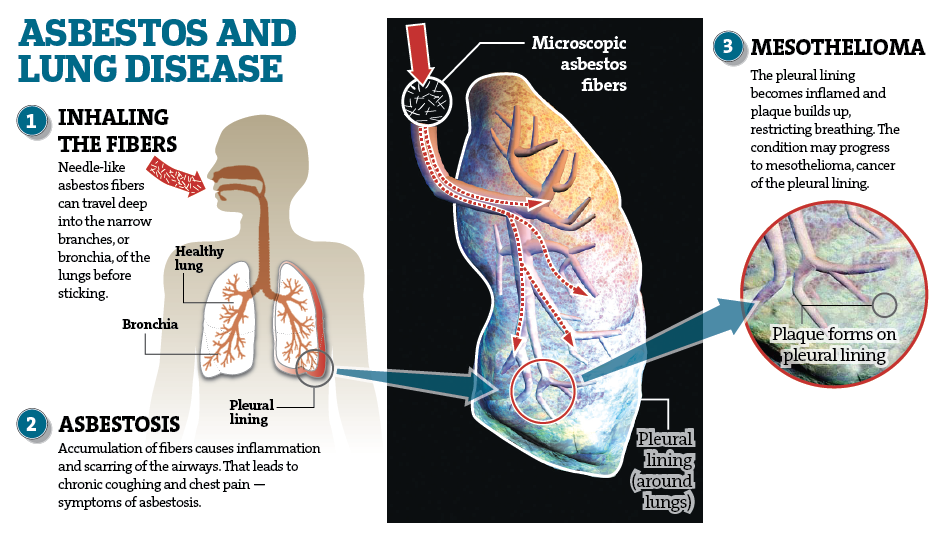 ASBESTOS AND
LUNG DISEASE
1
INHALING
THE FIBERS
Needle-like
asbestos fibers
can travel deep
into the narrow
branches, or
bronchia, of the
lungs before
sticking.
Healthy
lung
Bronchia
Pleural
lining
2
ASBESTOSIS
Accumulation of fibers causes inflammation
and scarring of the airways. That leads to
chronic coughing and chest pain —
symptoms of asbestosis.
Microscopic
asbestos
fibers
Pleural
lining
(around
lungs)
3
MESOTHELIOMA
The pleural lining
becomes inflamed and
plaque builds up,
restricting breathing. The
condition may progress
to mesothelioma, cancer
of the pleural lining.
Plaque forms on
pleural lining